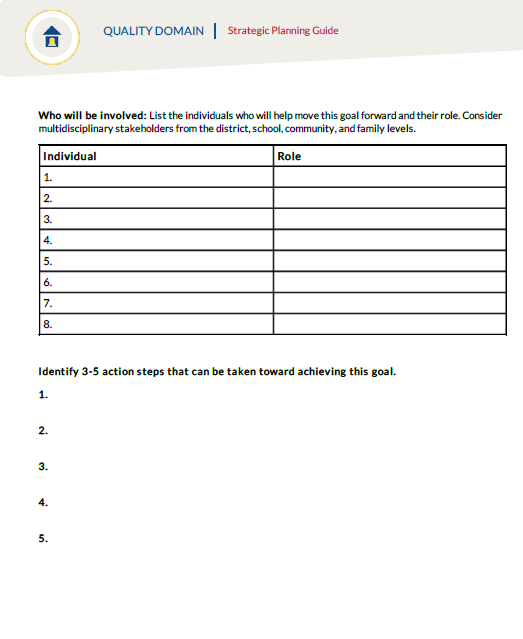 QUALITY DOMAIN | Strategic Planning Guide
Who will be involved: List the individuals who will help move this goal forward and their role. Consider
multidisciplinary stakeholders from the district, school, community, and family levels.
Individual Role
1.
2.
3.
4.
5.
6.
7.
8.
Identify 3-5 action steps that can be taken toward achieving this goal.
1.
2.
3.
4.
5.